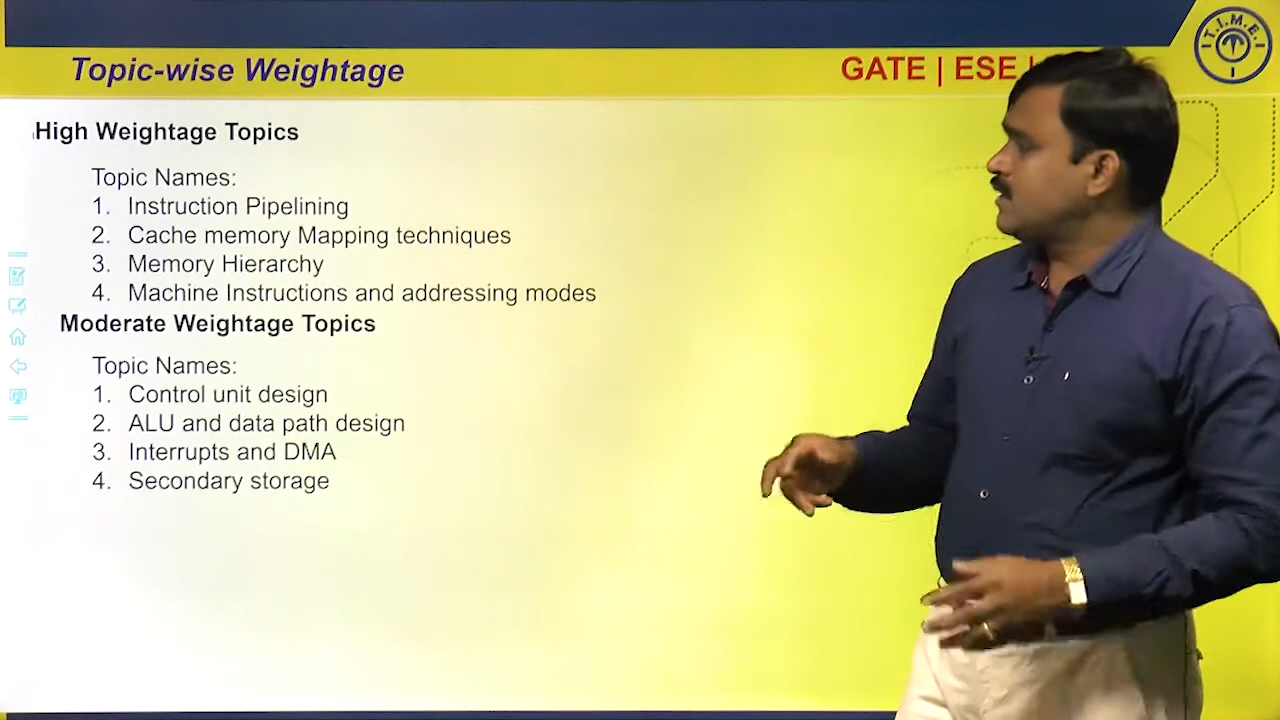 Topic-wise Weightage
GATE | ESE |
High Weightage Topics
Topic Names:
1. Instruction Pipelining
2. Cache memory Mapping techniques
3. Memory Hierarchy
4. Machine Instructions and addressing modes
Moderate Weightage Topics
Topic Names:
1. Control unit design
2. ALU and data path design
3. Interrupts and DMA
4. Secondary storage
T.I.M.E.